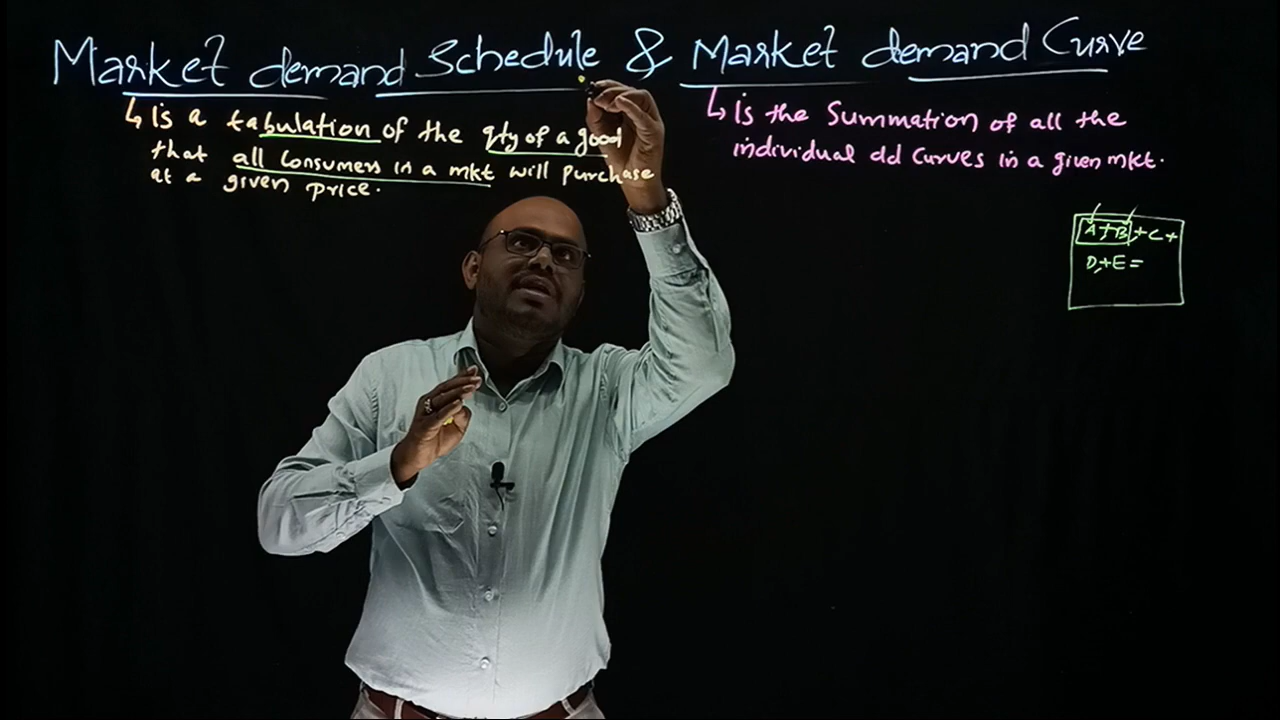 Market demand Schedule & Market demand Curve
↳ Is a tabulation of the qty of a good
that all Consumers in a mkt will purchase
at a given price.
↳ Is the Summation of all the
individual dd Curves in a given mkt.
A+B+C+
D+E=